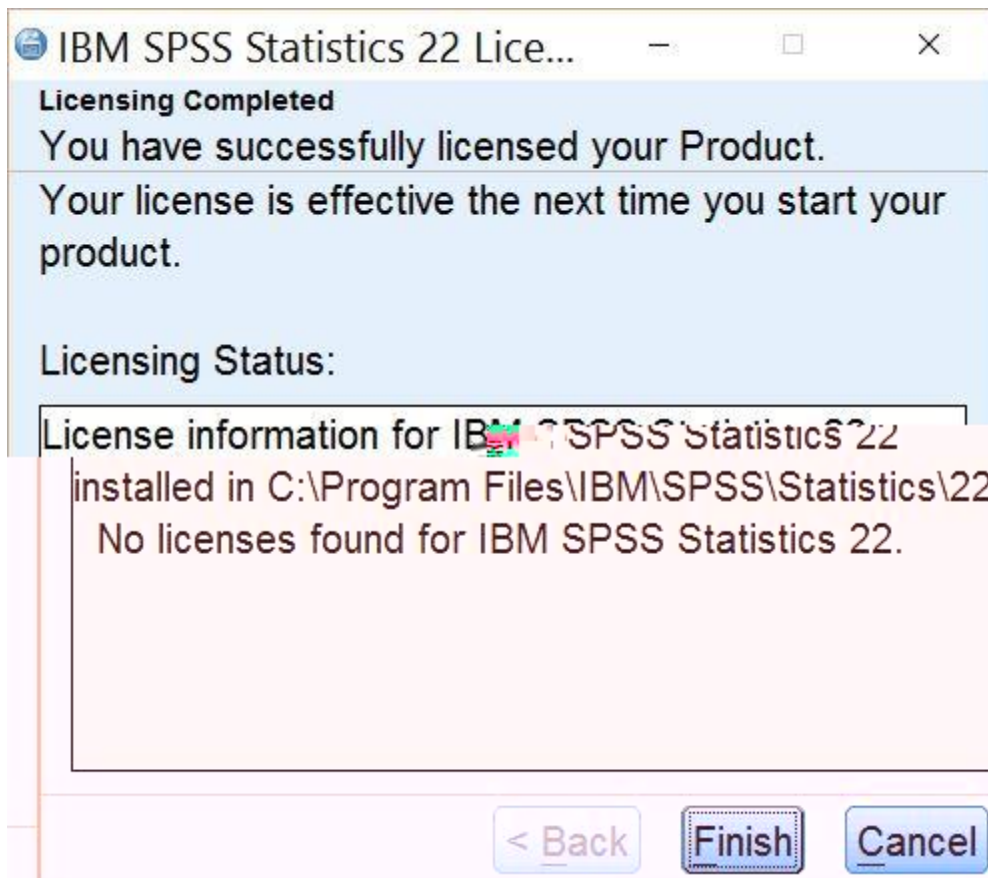 IBM SPSS Statistics 22 Lice...
Licensing Completed
You have successfully licensed your Product.
Your license is effective the next time you start your
product.
Licensing Status:
License information for IBM SPSS Statistics 22
installed in C:\Program Files\IBM\SPSS\Statistics\22
No licenses found for IBM SPSS Statistics 22.
< Back
Finish
Cancel